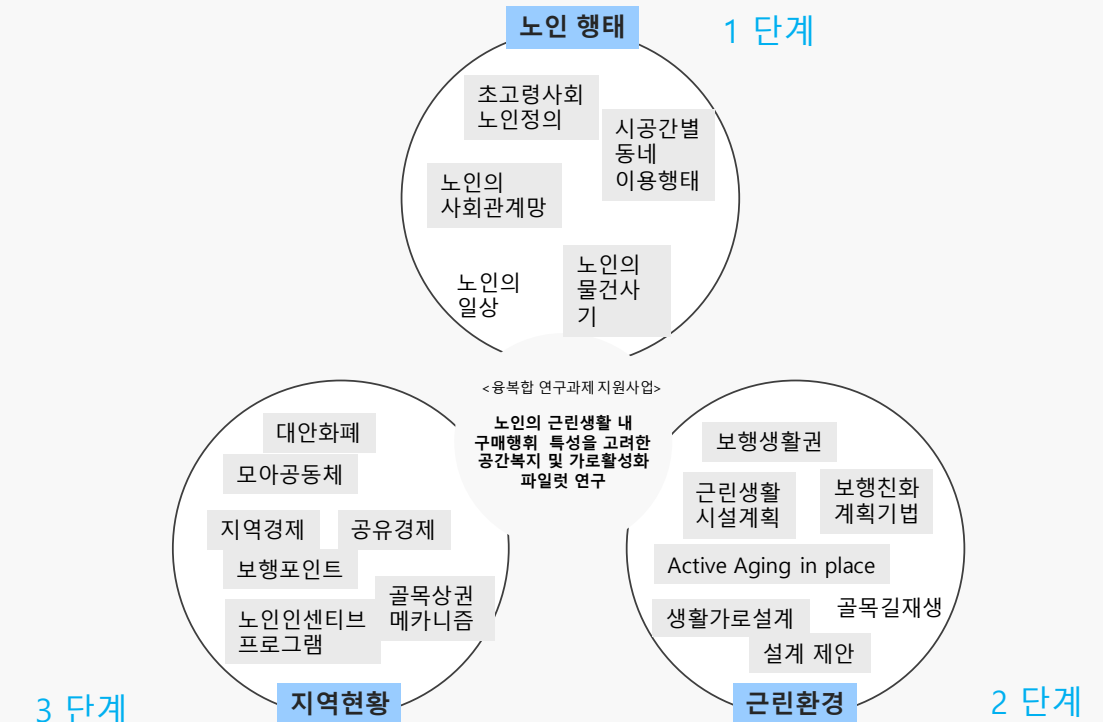 노인 행태
1 단계
초고령사회
노인정의
시공간별
동네
이용행태
노인의
사회관계망
노인의
일상
노인의
물건사
기
<융복합 연구과제 지원사업>
노인의 근린생활 내
구매행위 특성을 고려한
공간복지 및 가로활성화
파일럿 연구
대안화폐
모아공동체
지역경제
공유경제
보행포인트
골목상권
메카니즘
노인인센티브
프로그램
지역현황
3 단계
보행생활권
근린생활
시설계획
보행친화
계획기법
Active Aging in place
생활가로설계
골목길재생
설계 제안
근린환경
2 단계